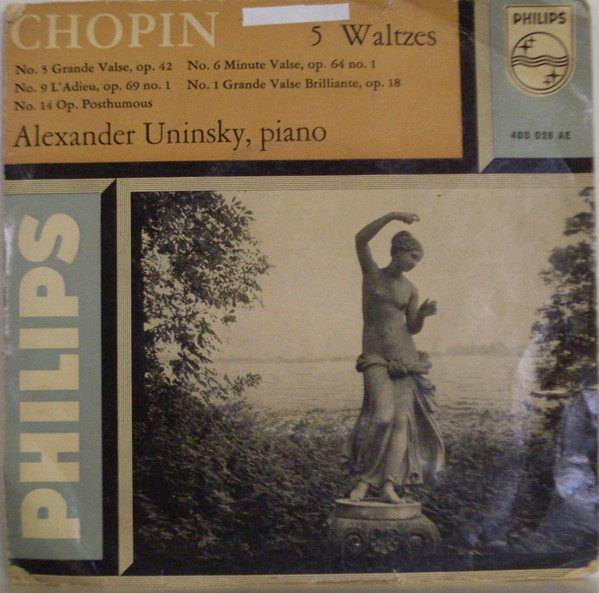 CHOPIN 5 Waltzes
No. 5 Grande Valse, op. 42 No. 6 Minute Valse, op. 64 no. 1
No. 9 L'Adieu, op. 69 no. 1 No. 1 Grande Valse Brilliante, op. 18
No. 14 Op. Posthumous
Alexander Uninsky, piano
PHILIPS
400 026 AE
PHILIPS